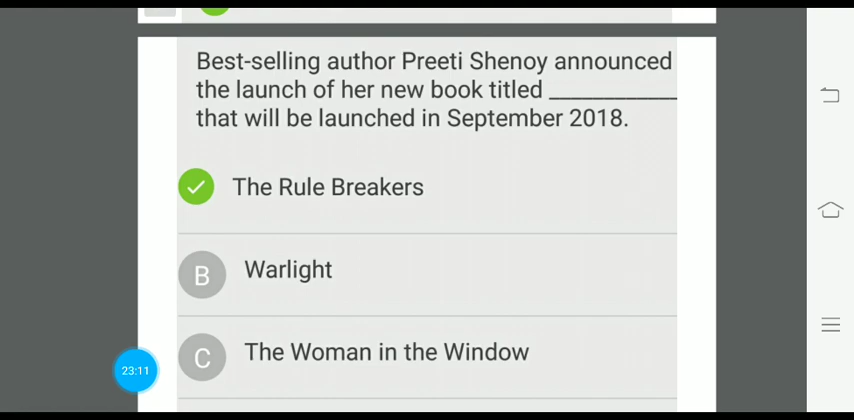 Best-selling author Preeti Shenoy announced
the launch of her new book titled ___________
that will be launched in September 2018.
The Rule Breakers
B Warlight
C The Woman in the Window
23:11